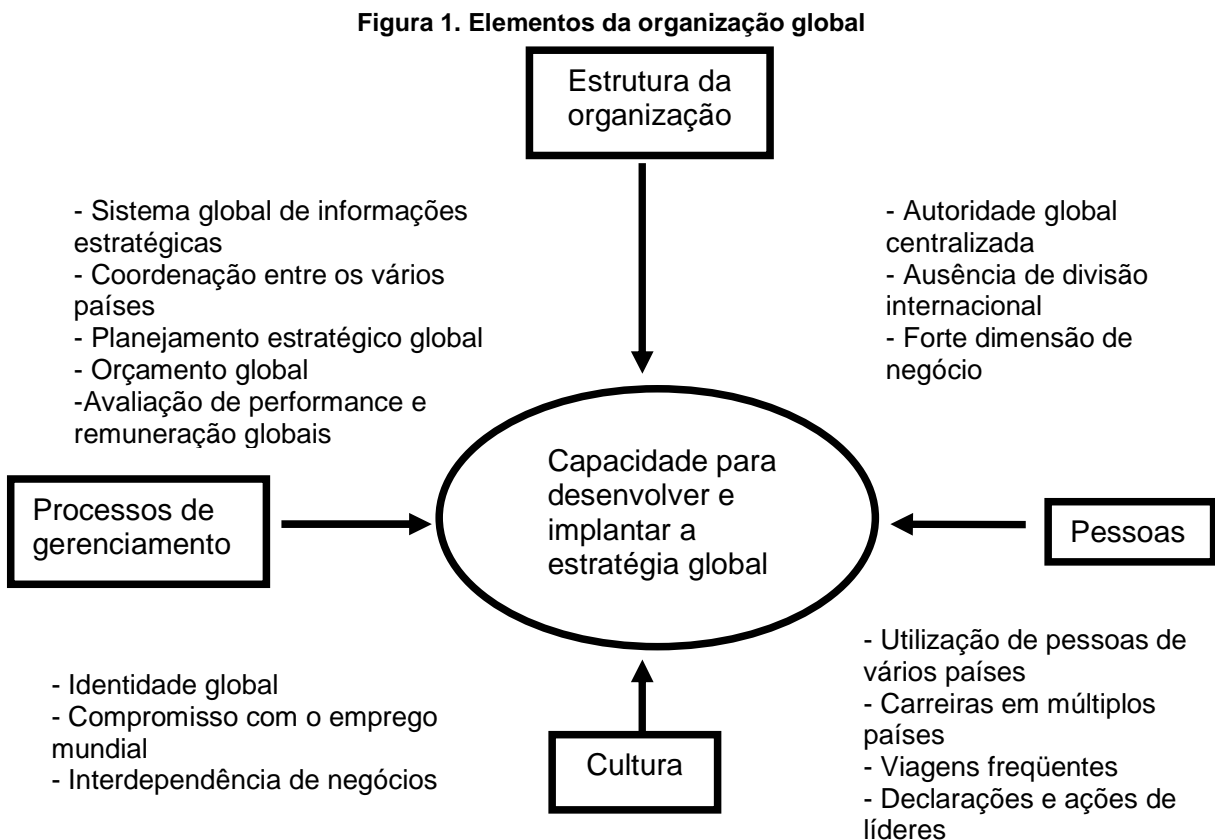 Figura 1. Elementos da organização global
Estrutura da
organização
- Sistema global de informações
estratégicas
- Coordenação entre os vários
países
- Planejamento estratégico global
- Orçamento global
-Avaliação de performance e
remuneração globais
- Autoridade global
centralizada
- Ausência de divisão
internacional
- Forte dimensão de
negócio
Processos de
gerenciamento
Capacidade para
desenvolver e
implantar a
estratégia global
Pessoas
- Identidade global
- Compromisso com o emprego
mundial
- Interdependência de negócios
Cultura
- Utilização de pessoas de
vários países
- Carreiras em múltiplos
países
- Viagens freqüentes
- Declarações e ações de
líderes